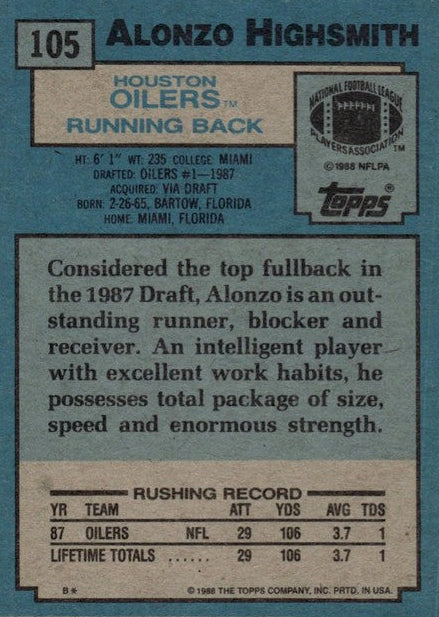 105 ALONZO HIGHSMITH
HOUSTON
OILERS™
RUNNING BACK
HT: 6' 1" WT: 235 COLLEGE: MIAMI
DRAFTED: OILERS #1—1987
ACQUIRED: VIA DRAFT
BORN: 2-26-65, BARTOW, FLORIDA
HOME: MIAMI, FLORIDA
NATIONAL FOOTBALL LEAGUE
PLAYERS ASSOCIATION™
©1988 NFLPA
Topps®
Considered the top fullback in
the 1987 Draft, Alonzo is an out-
standing runner, blocker and
receiver. An intelligent player
with excellent work habits, he
possesses total package of size,
speed and enormous strength.
RUSHING RECORD
YR TEAM ATT YDS AVG TDS
87 OILERS NFL 29 106 3.7 1
LIFETIME TOTALS ...... 29 106 3.7 1
B* © 1988 THE TOPPS COMPANY, INC. PRTD. IN USA.